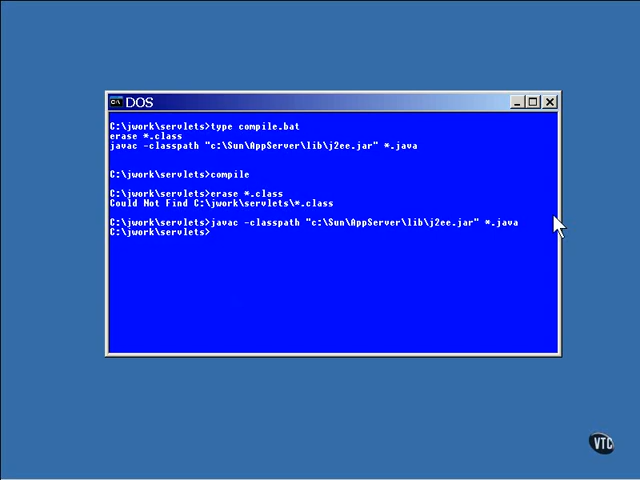 DOS
C:\jwork\servlets>type compile.bat
erase *.class
javac -classpath "c:\Sun\AppServer\lib\j2ee.jar" *.java
C:\jwork\servlets>compile
C:\jwork\servlets>erase *.class
Could Not Find C:\jwork\servlets\*.class
C:\jwork\servlets>javac -classpath "c:\Sun\AppServer\lib\j2ee.jar" *.java
C:\jwork\servlets>
VTC